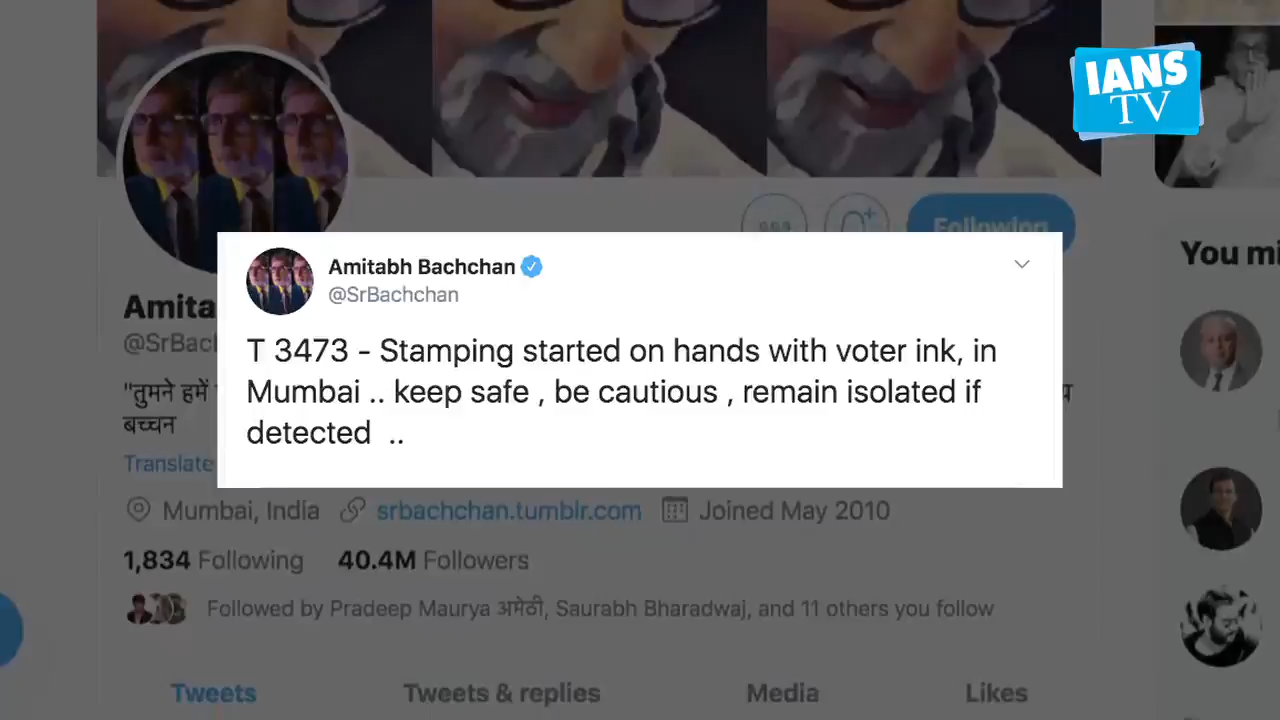 IANS
TV
Following
You mi
Amitabh Bachchan
@SrBachchan
T 3473 - Stamping started on hands with voter ink, in
Mumbai .. keep safe , be cautious , remain isolated if
detected ..
Amita
@SrBacl
"तुमने हमें
बच्चन
Translate
Mumbai, India srbachchan.tumblr.com Joined May 2010
1,834 Following 40.4M Followers
Followed by Pradeep Maurya अमेठी, Saurabh Bharadwaj, and 11 others you follow
Tweets Tweets & replies Media Likes